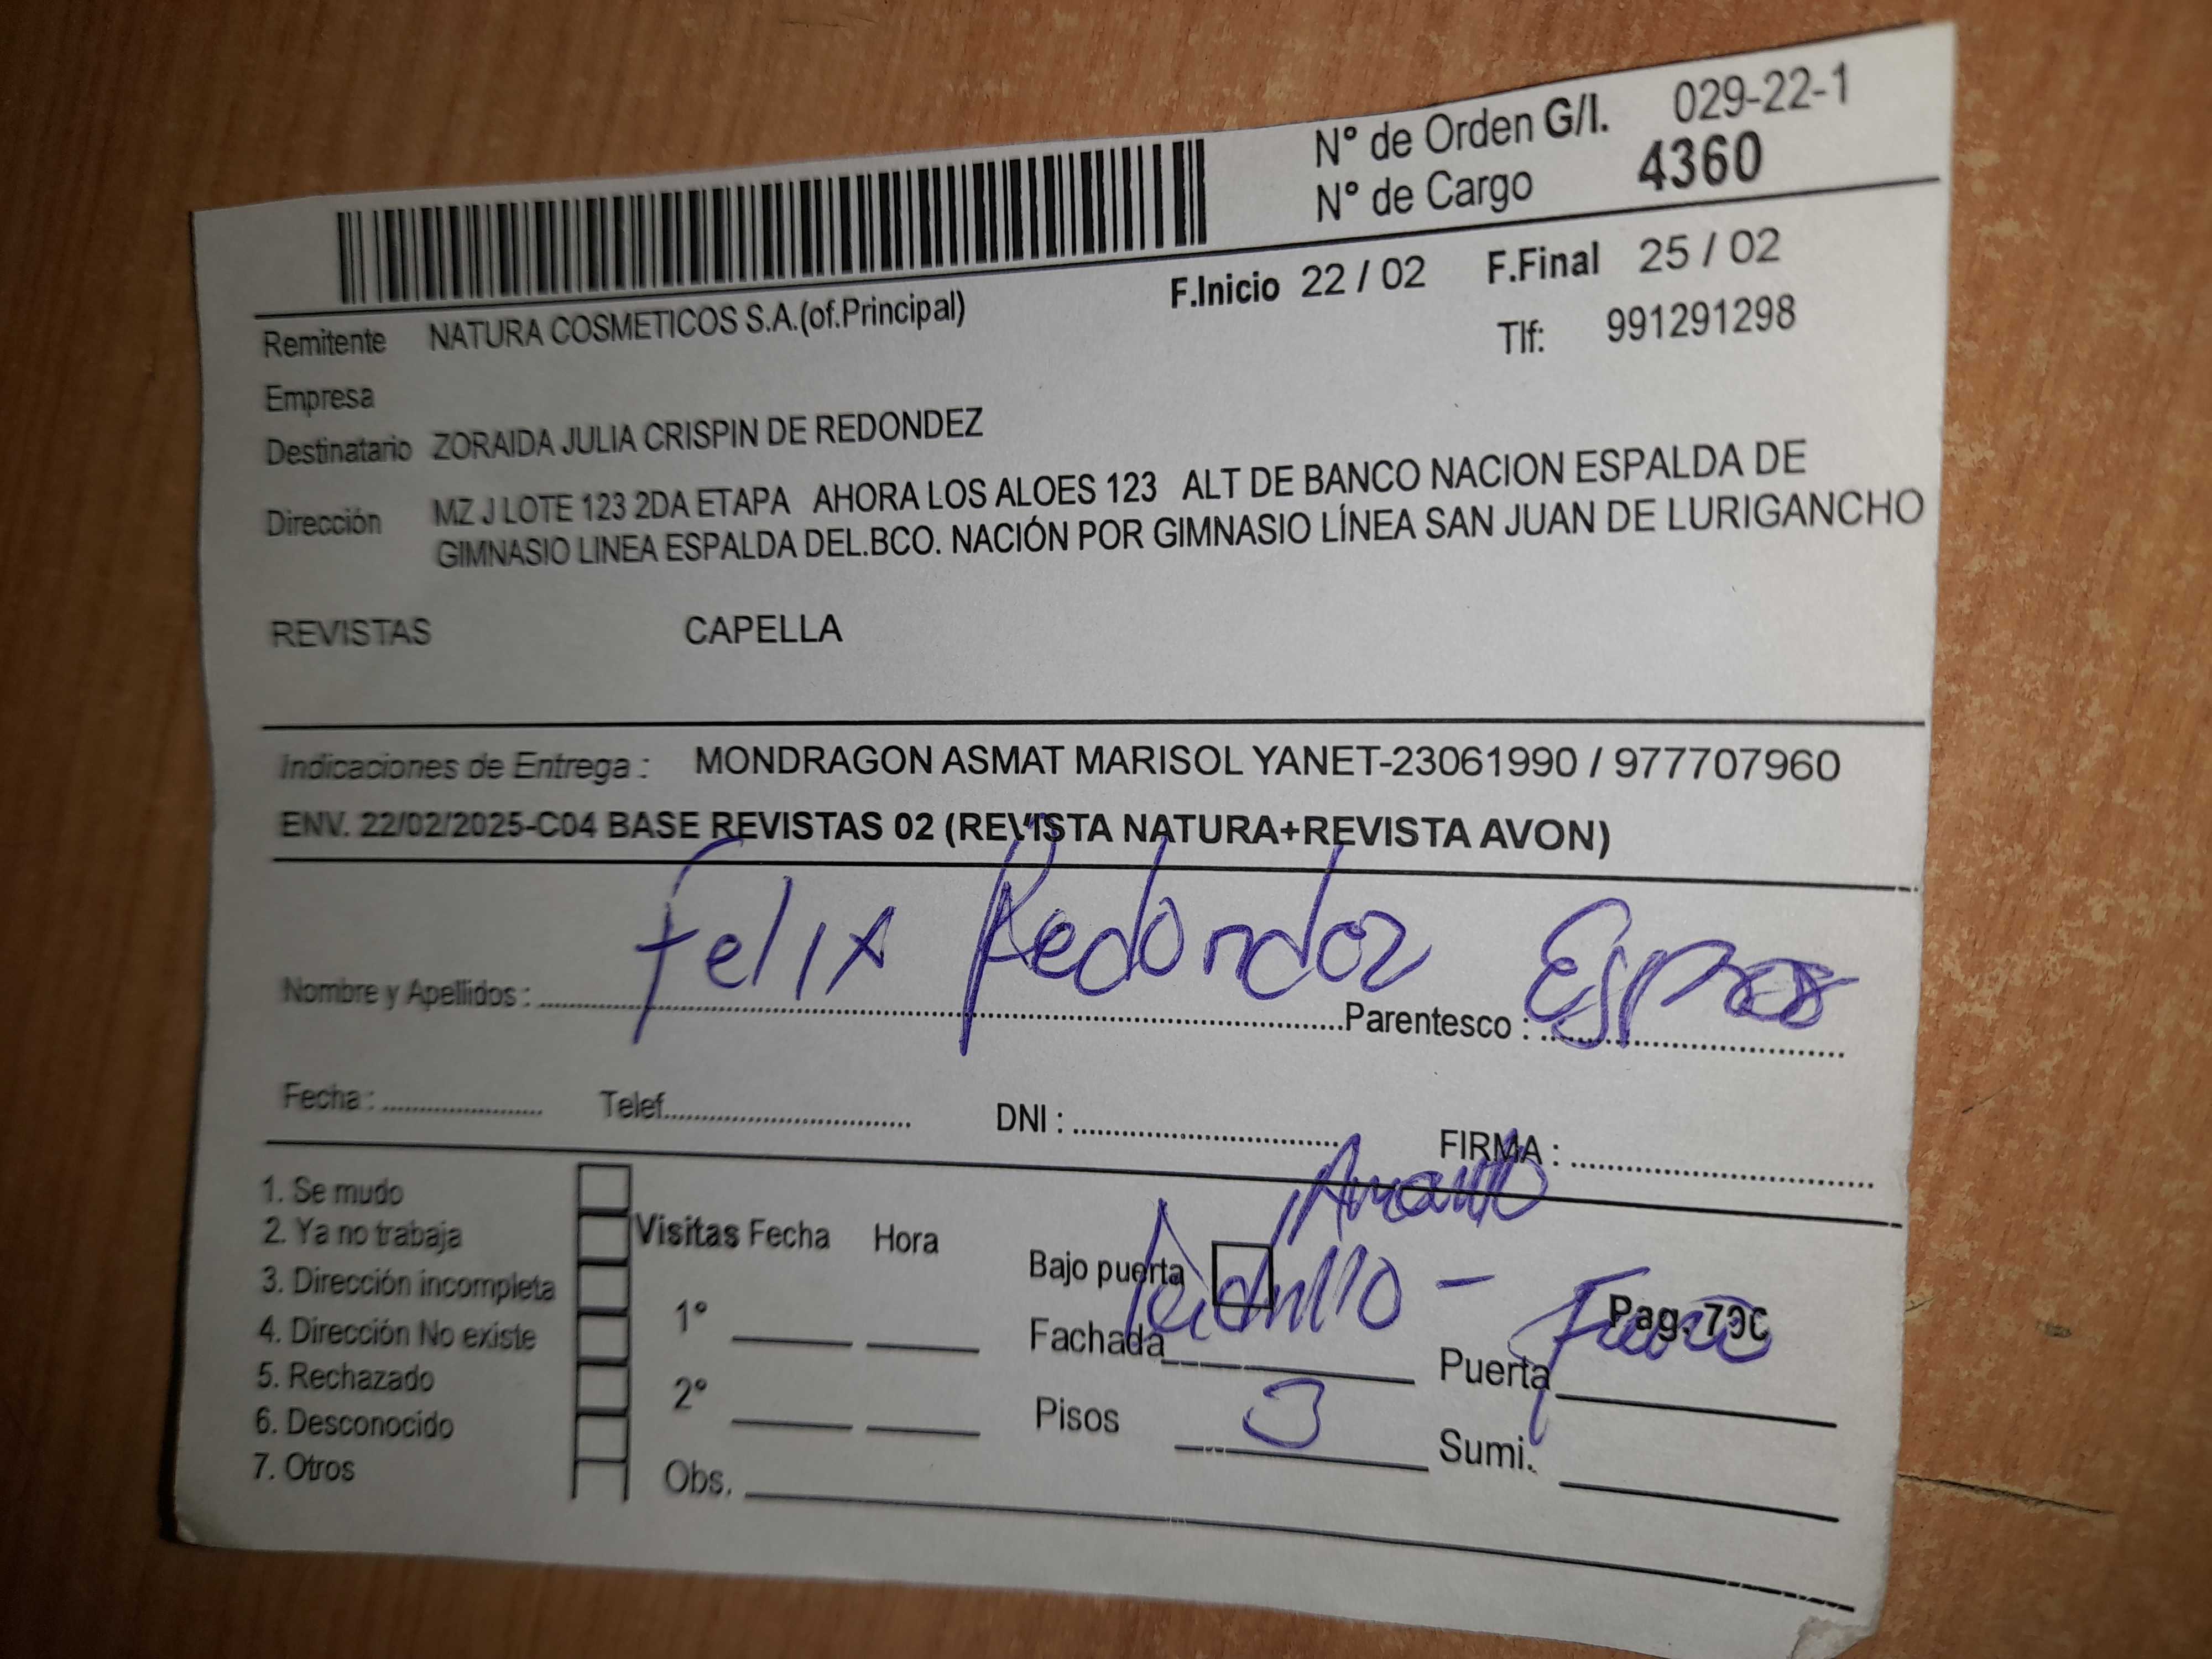 N° de Orden G/I. 029-22-1
N° de Cargo 4360
F.Inicio 22 / 02 F.Final 25 / 02
Remitente NATURA COSMETICOS S.A.(of.Principal)
Tlf: 991291298
Empresa
Destinatario ZORAIDA JULIA CRISPIN DE REDONDEZ
Dirección MZ J LOTE 123 2DA ETAPA AHORA LOS ALOES 123 ALT DE BANCO NACION ESPALDA DE
GIMNASIO LINEA ESPALDA DEL.BCO. NACIÓN POR GIMNASIO LÍNEA SAN JUAN DE LURIGANCHO
REVISTAS CAPELLA
Indicaciones de Entrega : MONDRAGON ASMAT MARISOL YANET-23061990 / 977707960
ENV. 22/02/2025-C04 BASE REVISTAS 02 (REVISTA NATURA+REVISTA AVON)
Nombre y Apellidos : Felix Redondez Parentesco : Esposo
Fecha : Telef. DNI : FIRMA :
1. Se mudo
2. Ya no trabaja
3. Dirección incompleta
4. Dirección No existe
5. Rechazado
6. Desconocido
7. Otros
Visitas Fecha Hora
1°
2°
Obs.
Amarillo
Bajo puerta
Fachada Ladrillo - Puerta
Pisos 3 Sumi.